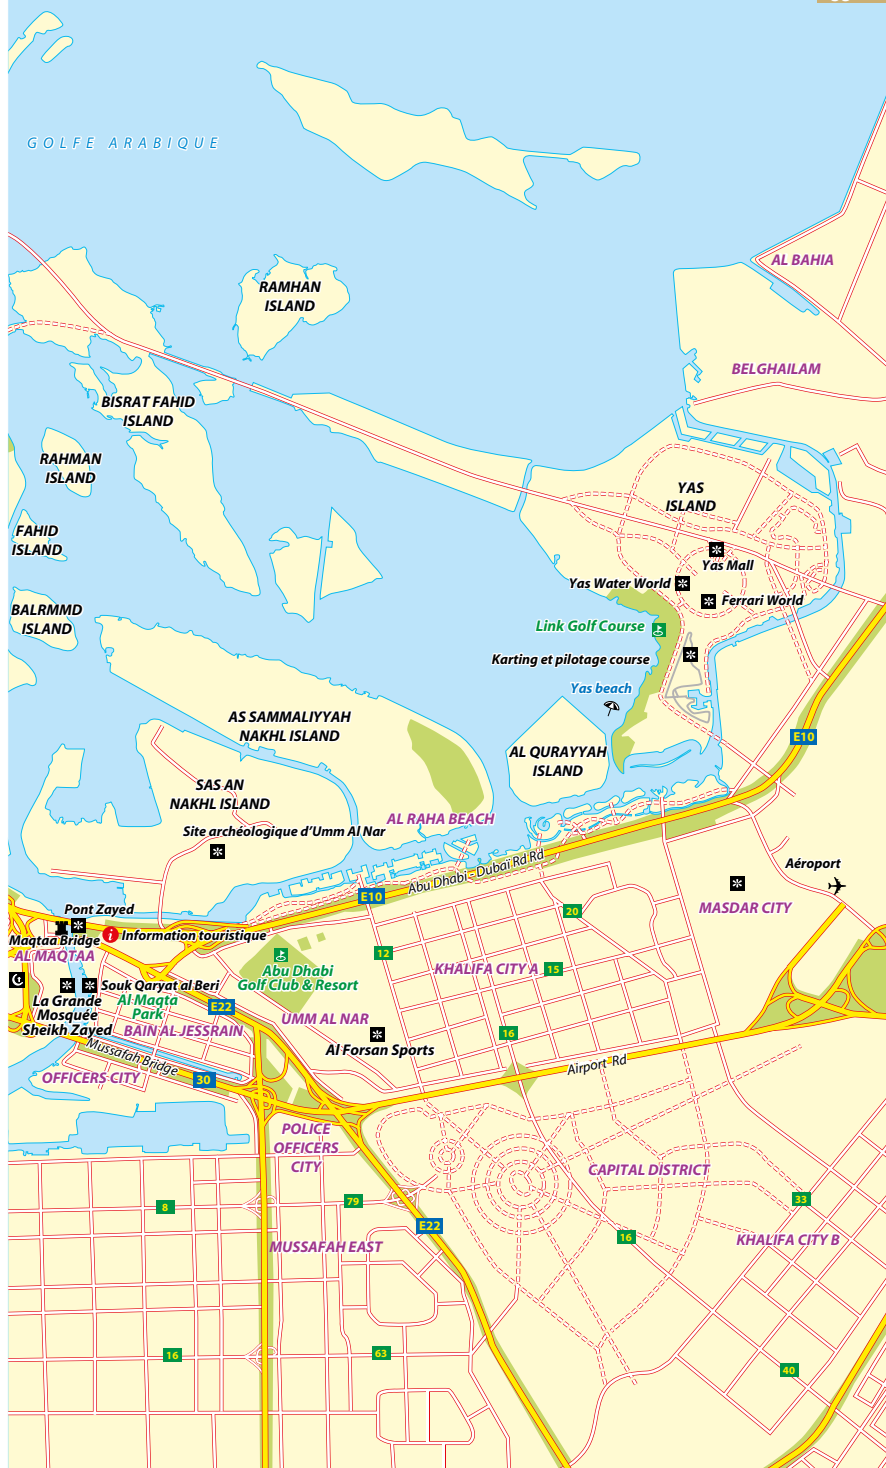 GOLFE ARABIQUE
AL BAHIA
RAMHAN
ISLAND
BELGHAILAM
BISRAT FAHID
ISLAND
RAHMAN
ISLAND
YAS
ISLAND
FAHID
ISLAND
Yas Mall
Yas Water World
Ferrari World
BALRMMD
ISLAND
Link Golf Course
Karting et pilotage course
Yas beach
AS SAMMALIYYAH
NAKHL ISLAND
E10
AL QURAYYAH
ISLAND
SAS AN
NAKHL ISLAND
AL RAHA BEACH
Site archéologique d’Umm Al Nar
Abu Dhabi - Dubaï Rd Rd
Aéroport
E10
MASDAR CITY
Pont Zayed
20
Information touristique
Maqtaa Bridge
AL MAQTAA
12
KHALIFA CITY A
15
Abu Dhabi
Golf Club & Resort
Souk Qaryat al Beri
La Grande
Mosquée
Sheikh Zayed
Al Maqta
Park
E22
UMM AL NAR
BAIN AL JESSRAIN
16
Al Forsan Sports
Mussafah Bridge
Airport Rd
OFFICERS CITY
30
POLICE
OFFICERS
CITY
CAPITAL DISTRICT
8
79
33
E22
16
MUSSAFAH EAST
KHALIFA CITY B
16
63
40